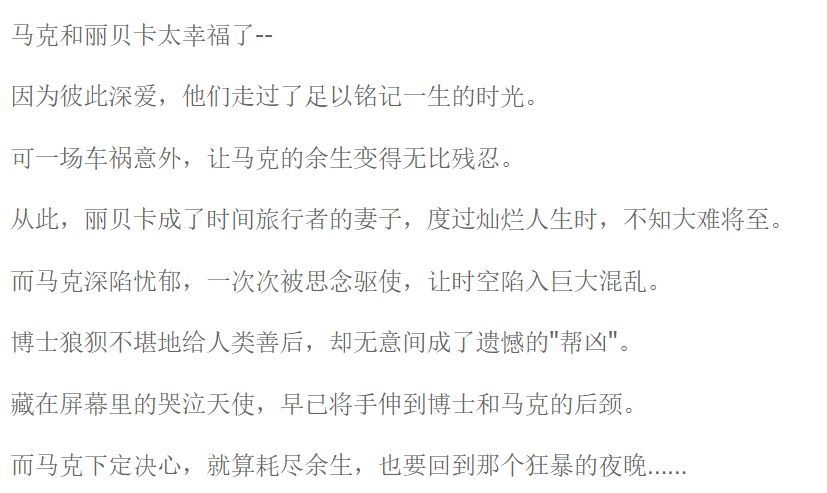 马克和丽贝卡太幸福了--
因为彼此深爱，他们走过了足以铭记一生的时光。
可一场车祸意外，让马克的余生变得无比残忍。
从此，丽贝卡成了时间旅行者的妻子，度过灿烂人生时，不知大难将至。
而马克深陷忧郁，一次次被思念驱使，让时空陷入巨大混乱。
博士狼狈不堪地给人类善后，却无意间成了遗憾的"帮凶"。
藏在屏幕里的哭泣天使，早已将手伸到博士和马克的后颈。
而马克下定决心，就算耗尽余生，也要回到那个狂暴的夜晚......